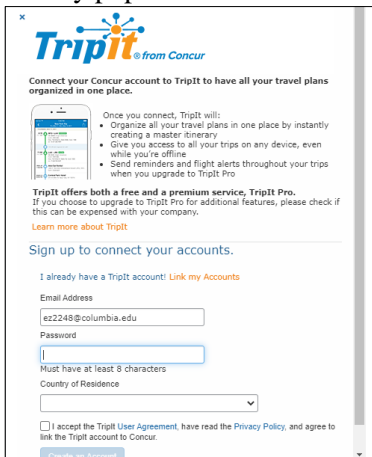 ×
TripIt® from Concur
Connect your Concur account to TripIt to have all your travel plans
organized in one place.
Once you connect, TripIt will:
• Organize all your travel plans in one place by instantly
creating a master itinerary
• Give you access to all your trips on any device, even
while you're offline
• Send reminders and flight alerts throughout your trips
when you upgrade to TripIt Pro
TripIt offers both a free and a premium service, TripIt Pro.
If you choose to upgrade to TripIt Pro for additional features, please check if
this can be expensed with your company.
Learn more about TripIt
Sign up to connect your accounts.
I already have a TripIt account! Link my Accounts
Email Address
ez2248@columbia.edu
Password
Must have at least 8 characters
Country of Residence
I accept the TripIt User Agreement, have read the Privacy Policy, and agree to
link the TripIt account to Concur.
Create an Account